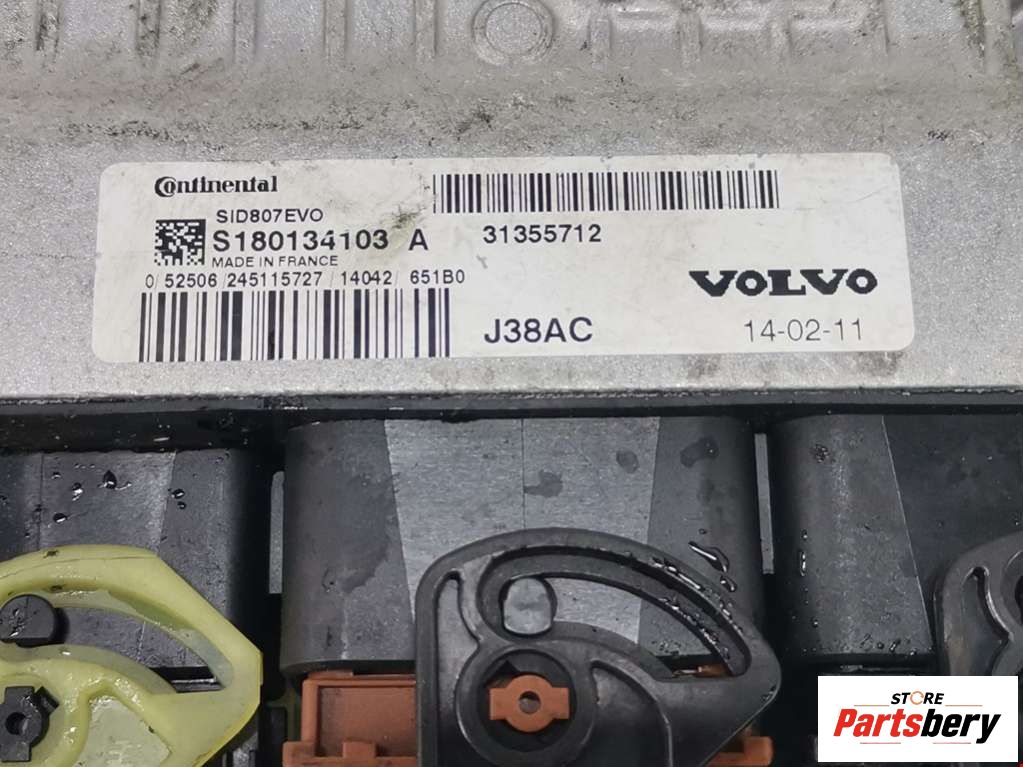 Continental
SID807EVO
S180134103 A
MADE IN FRANCE
31355712
0/ 52506 /245115727 /14042/ 651B0
VOLVO
J38AC
14-02-11
STORE
Partsbery